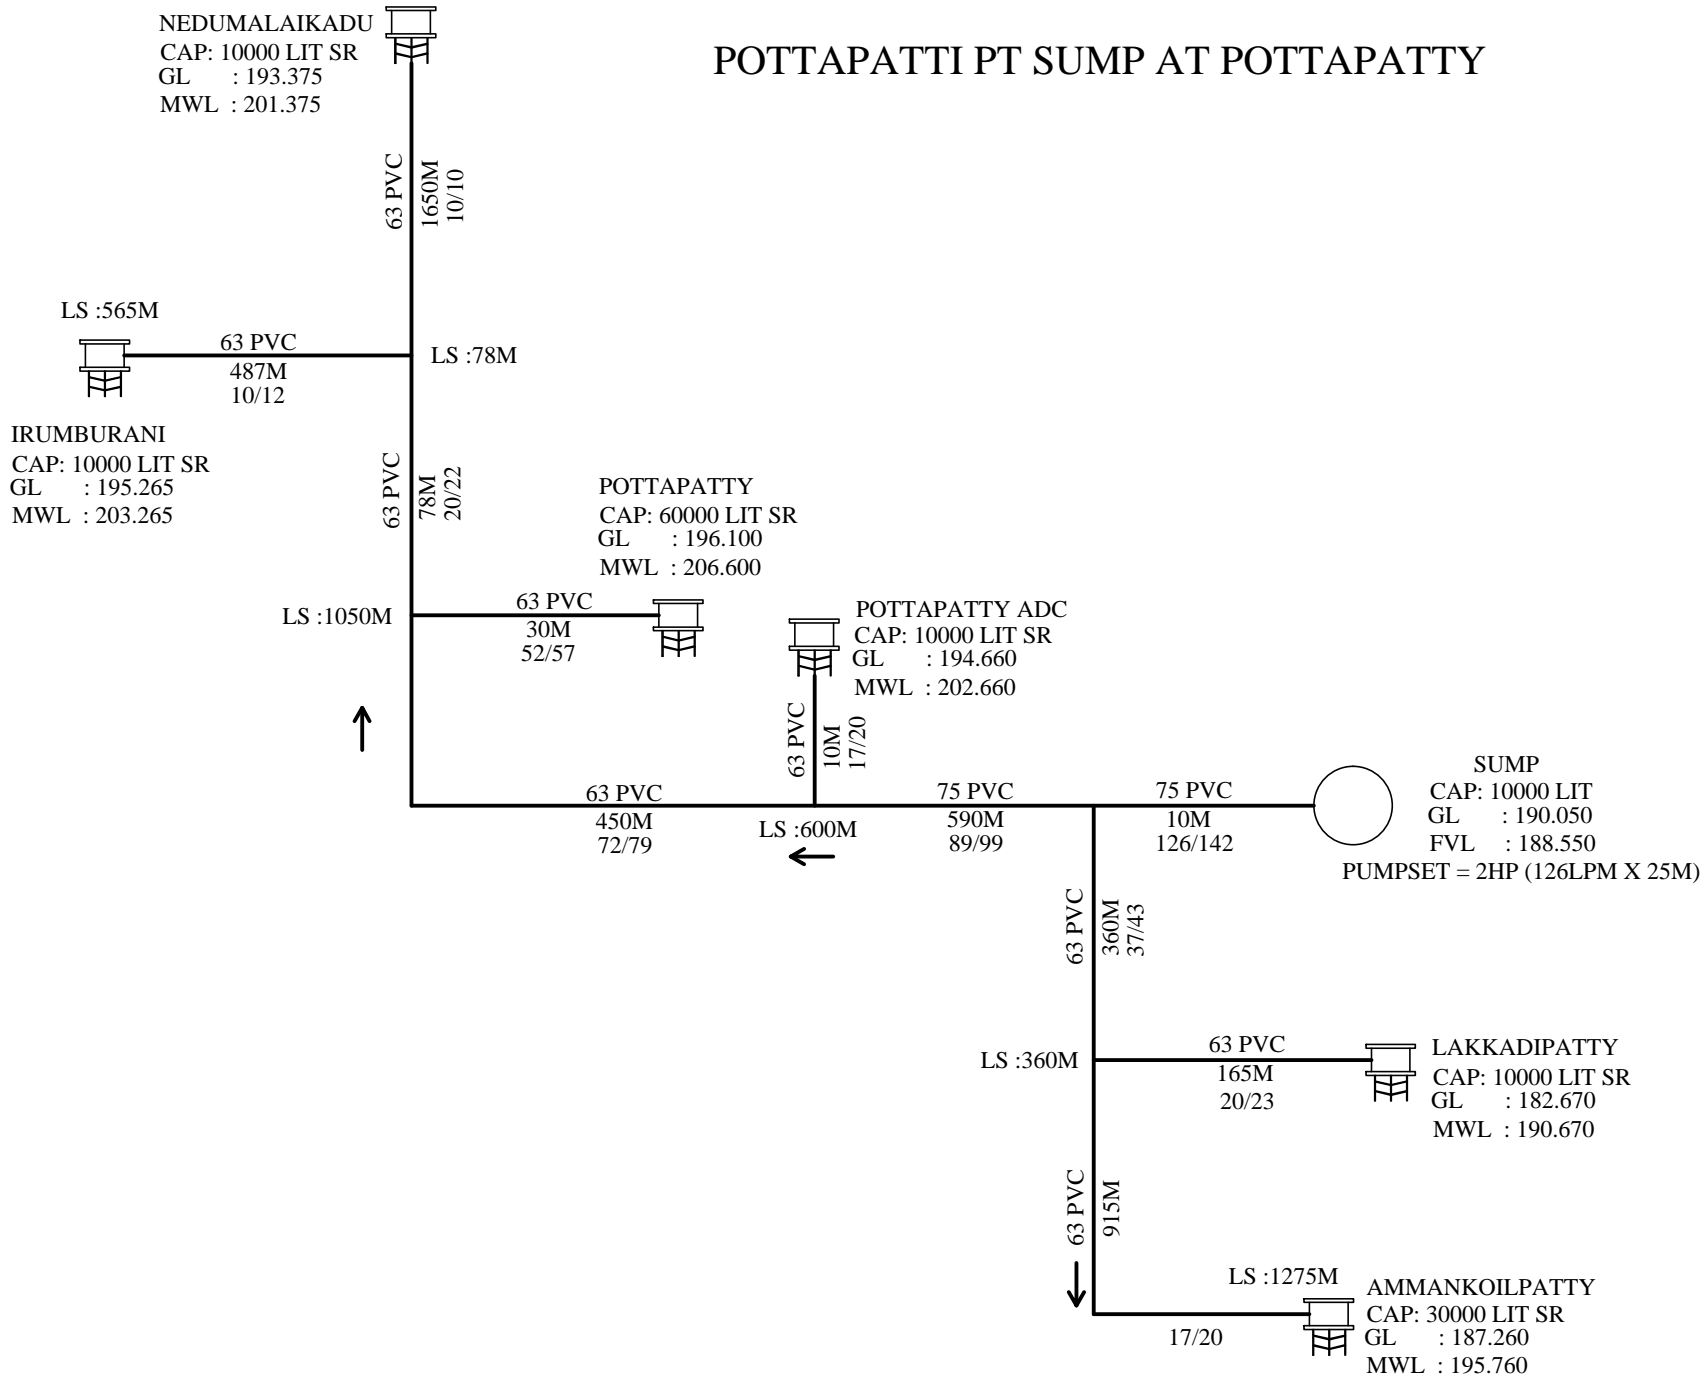 POTTAPATTI PT SUMP AT POTTAPATTY
NEDUMALAIKADU
CAP: 10000 LIT SR
GL : 193.375
MWL : 201.375
63 PVC
1650M
10/10
LS :565M
63 PVC
487M
10/12
LS :78M
IRUMBURANI
CAP: 10000 LIT SR
GL : 195.265
MWL : 203.265
63 PVC
78M
20/22
POTTAPATTY
CAP: 60000 LIT SR
GL : 196.100
MWL : 206.600
LS :1050M
63 PVC
30M
52/57
POTTAPATTY ADC
CAP: 10000 LIT SR
GL : 194.660
MWL : 202.660
63 PVC
10M
17/20
63 PVC
450M
72/79
LS :600M
75 PVC
590M
89/99
75 PVC
10M
126/142
SUMP
CAP: 10000 LIT
GL : 190.050
FVL : 188.550
PUMPSET = 2HP (126LPM X 25M)
63 PVC
360M
37/43
LS :360M
63 PVC
165M
20/23
LAKKADIPATTY
CAP: 10000 LIT SR
GL : 182.670
MWL : 190.670
63 PVC
915M
LS :1275M
17/20
AMMANKOILPATTY
CAP: 30000 LIT SR
GL : 187.260
MWL : 195.760